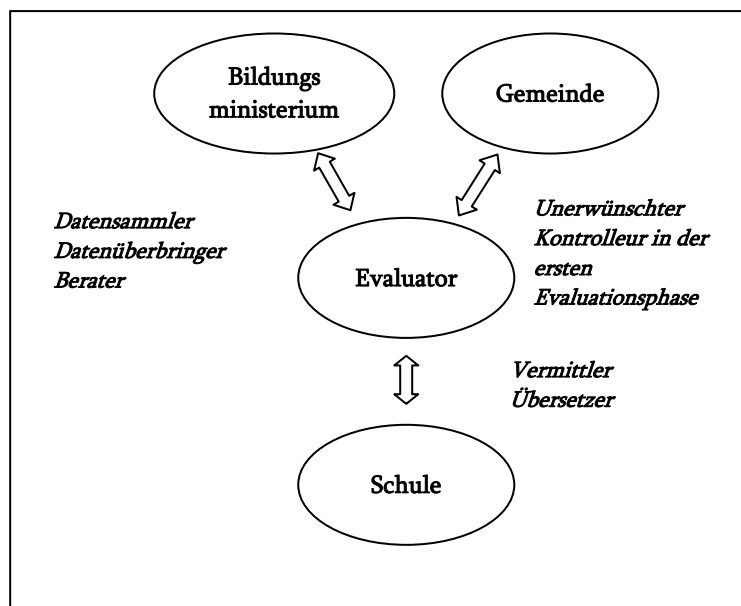 Bildungs
ministerium
Gemeinde
Datensammler
Datenüberbringer
Berater
Evaluator
Unerwünschter
Kontrolleur in der
ersten
Evaluationsphase
Vermittler
Übersetzer
Schule